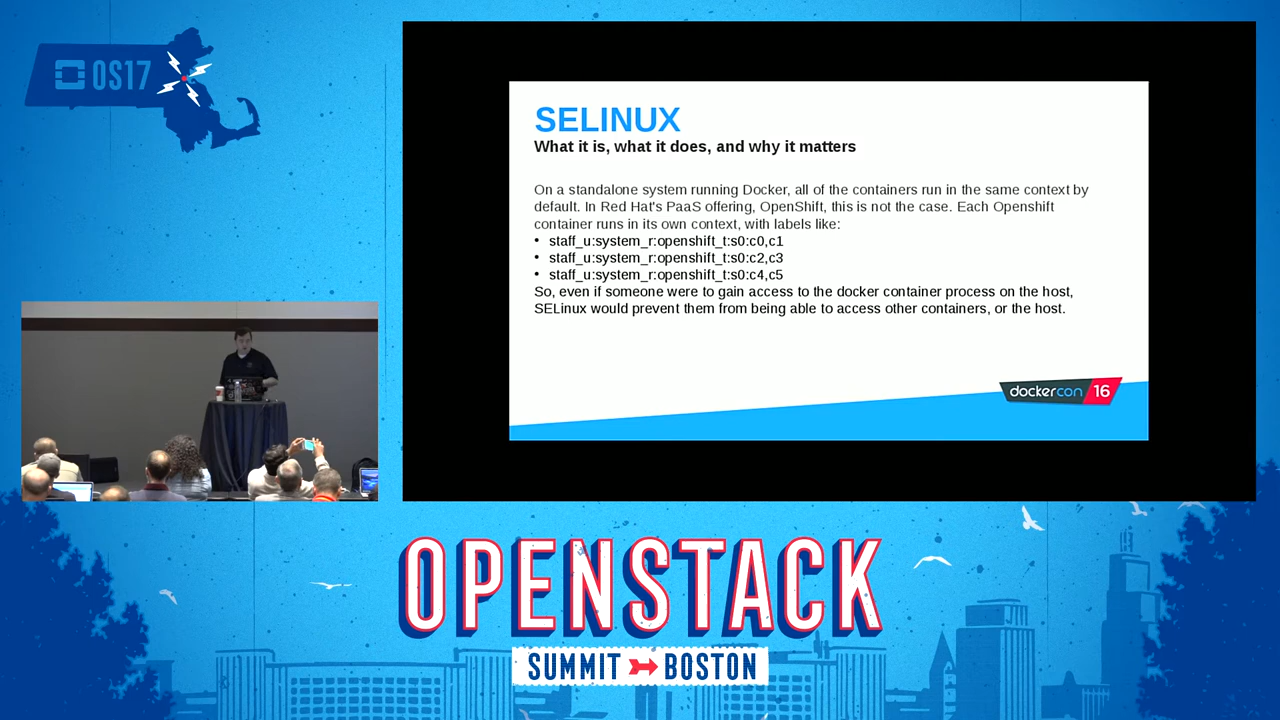 OS17
SELINUX
What it is, what it does, and why it matters
On a standalone system running Docker, all of the containers run in the same context by
default. In Red Hat's PaaS offering, OpenShift, this is not the case. Each Openshift
container runs in its own context, with labels like:
• staff_u:system_r:openshift_t:s0:c0,c1
• staff_u:system_r:openshift_t:s0:c2,c3
• staff_u:system_r:openshift_t:s0:c4,c5
So, even if someone were to gain access to the docker container process on the host,
SELinux would prevent them from being able to access other containers, or the host.
dockercon 16
OPENSTACK
SUMMIT BOSTON